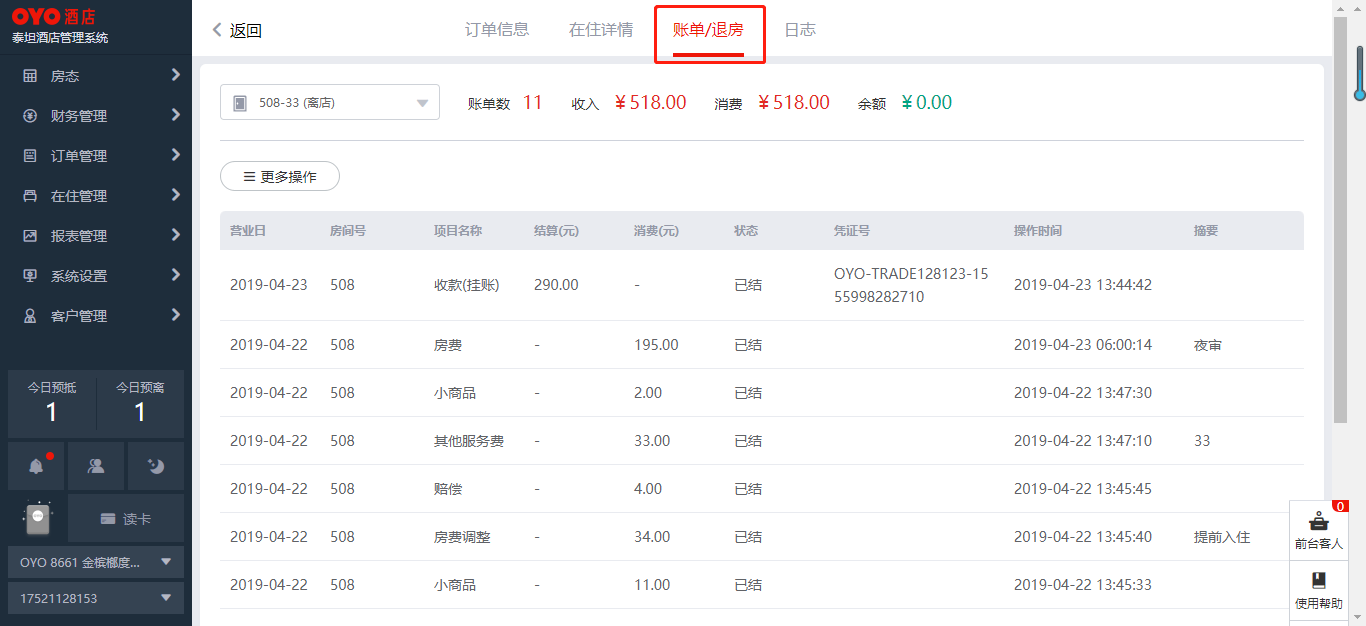 OYO 酒店
泰坦酒店管理系统
房态
财务管理
订单管理
在住管理
报表管理
系统设置
客户管理
今日预抵 今日预离
1 1
读卡
OYO 8661 金槟榔度...
17521128153
返回 订单信息 在住详情 账单/退房 日志
508-33 (离店) 账单数 11 收入 ¥518.00 消费 ¥518.00 余额 ¥0.00
更多操作
营业日 房间号 项目名称 结算(元) 消费(元) 状态 凭证号 操作时间 摘要
2019-04-23 508 收款(挂账) 290.00 - 已结 OYO-TRADE128123-15 2019-04-23 13:44:42
55998282710
2019-04-22 508 房费 - 195.00 已结 2019-04-23 06:00:14 夜审
2019-04-22 508 小商品 - 2.00 已结 2019-04-22 13:47:30
2019-04-22 508 其他服务费 - 33.00 已结 2019-04-22 13:47:10 33
2019-04-22 508 赔偿 - 4.00 已结 2019-04-22 13:45:45
2019-04-22 508 房费调整 - 34.00 已结 2019-04-22 13:45:40 提前入住
2019-04-22 508 小商品 - 11.00 已结 2019-04-22 13:45:33
0
前台客人
使用帮助